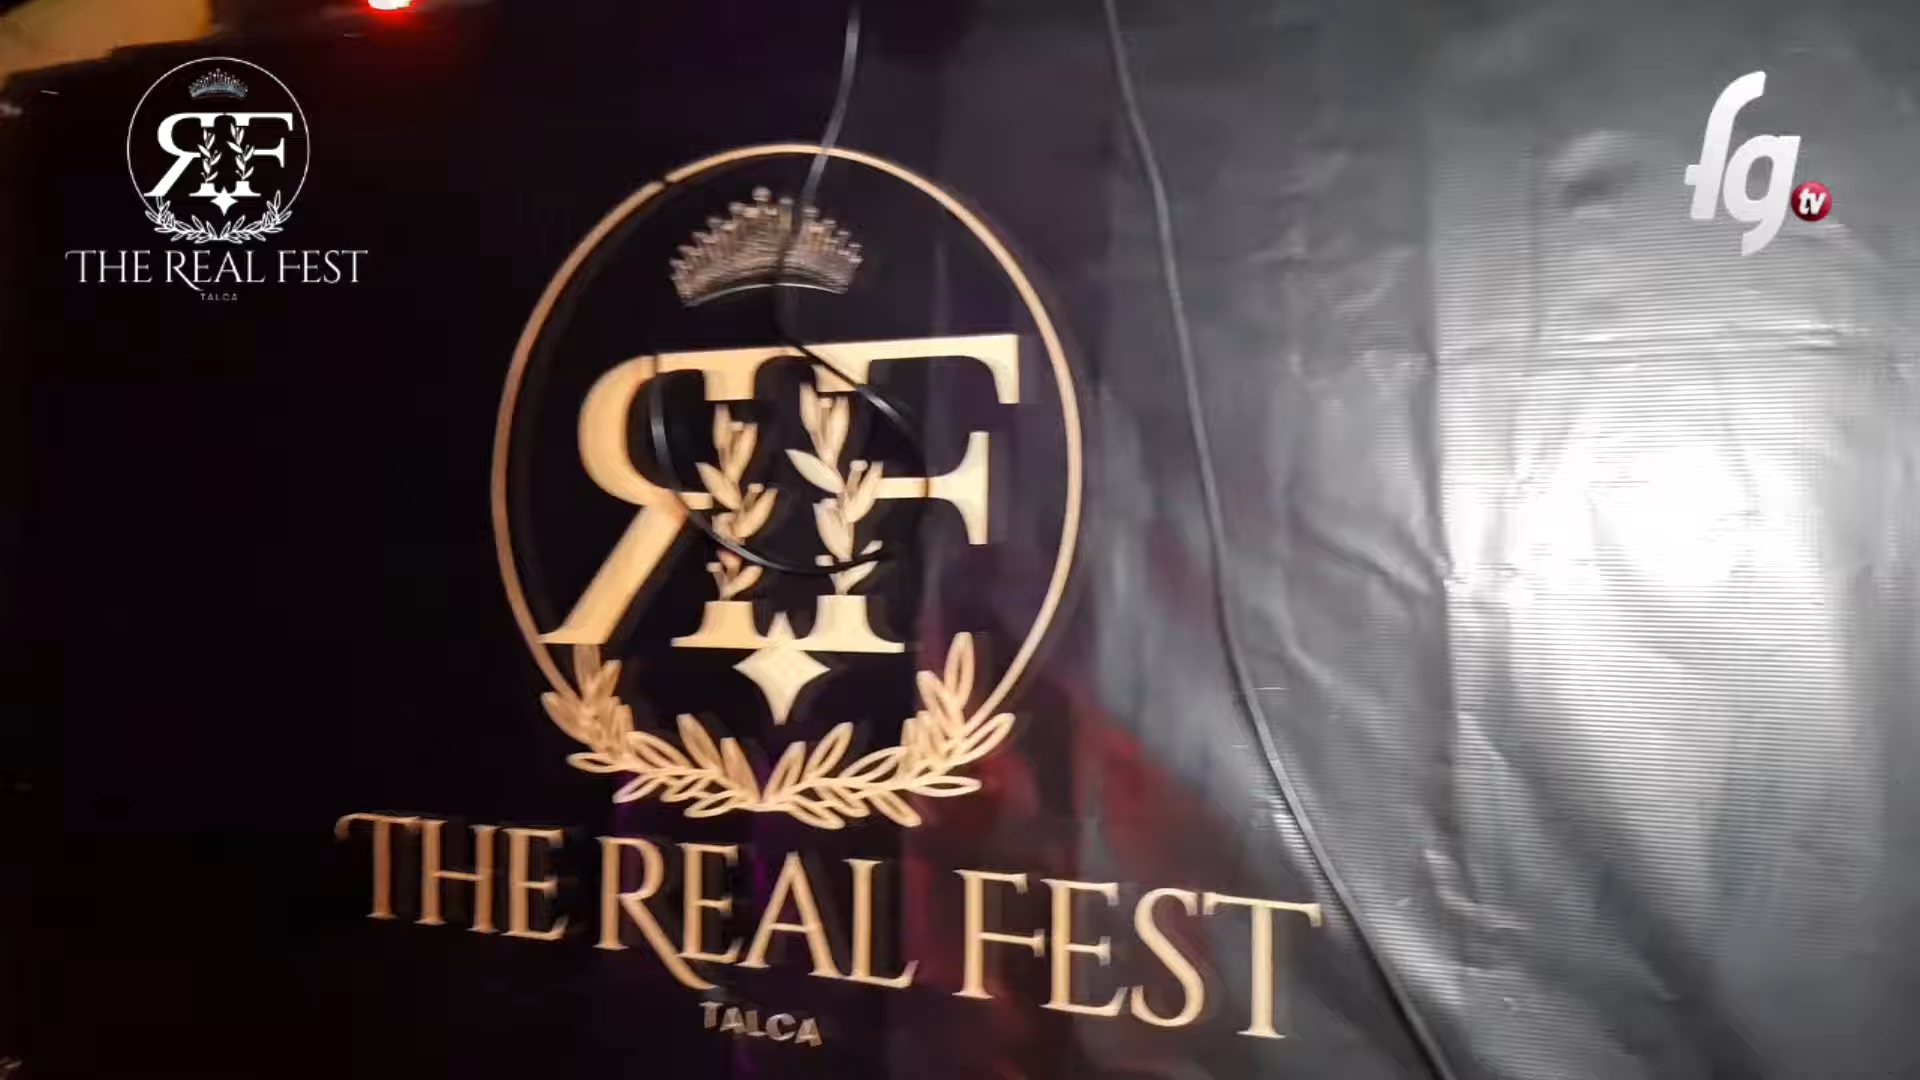 RF
THE REAL FEST
TALCA
fg
tv
RF
THE REAL FEST
TALCA